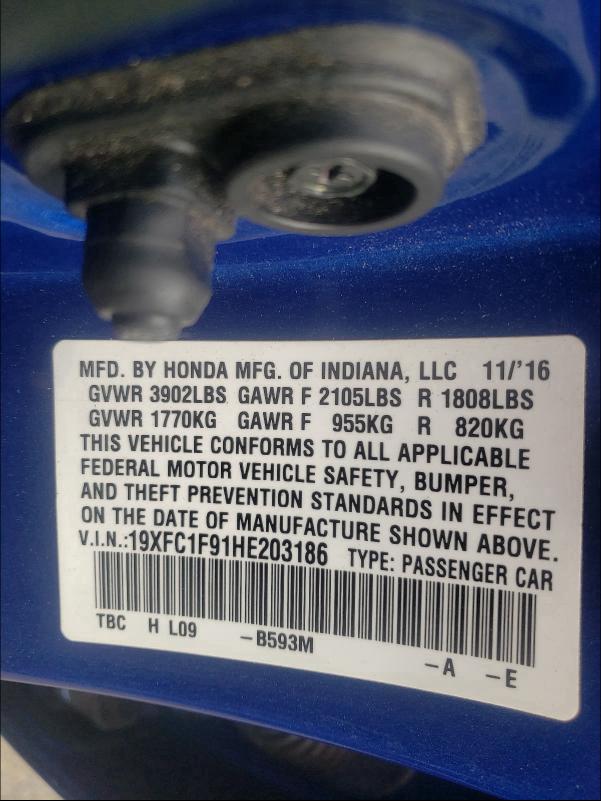 MFD. BY HONDA MFG. OF INDIANA, LLC 11/'16
GVWR 3902LBS GAWR F 2105LBS R 1808LBS
GVWR 1770KG GAWR F 955KG R 820KG
THIS VEHICLE CONFORMS TO ALL APPLICABLE
FEDERAL MOTOR VEHICLE SAFETY, BUMPER,
AND THEFT PREVENTION STANDARDS IN EFFECT
ON THE DATE OF MANUFACTURE SHOWN ABOVE.
V.I.N.:19XFC1F91HE203186 TYPE: PASSENGER CAR
TBC H L09 -B593M -A -E